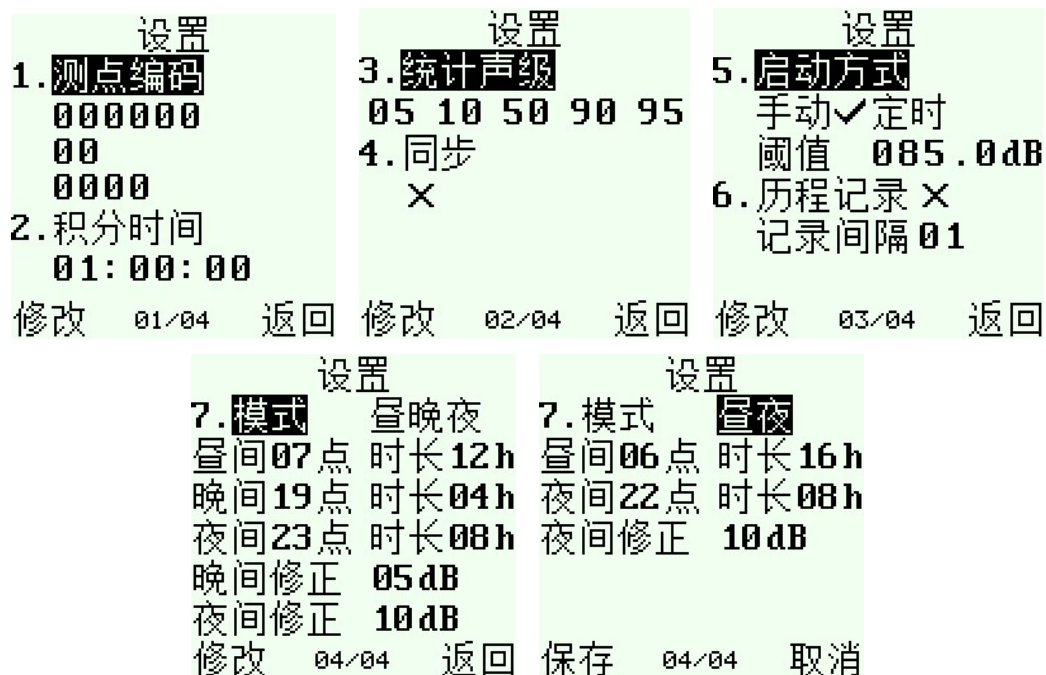 设置
1.测点编码
000000
00
0000
2.积分时间
01:00:00
修改 01/04 返回
设置
3.统计声级
05 10 50 90 95
4.同步
×
修改 02/04 返回
设置
5.启动方式
手动✓定时
阈值 085.0dB
6.历程记录 ×
记录间隔01
修改 03/04 返回
设置
7.模式 昼晚夜
昼间07点 时长12h
晚间19点 时长04h
夜间23点 时长08h
晚间修正 05dB
夜间修正 10dB
修改 04/04 返回
设置
7.模式 昼夜
昼间06点 时长16h
夜间22点 时长08h
夜间修正 10dB
保存 04/04 取消